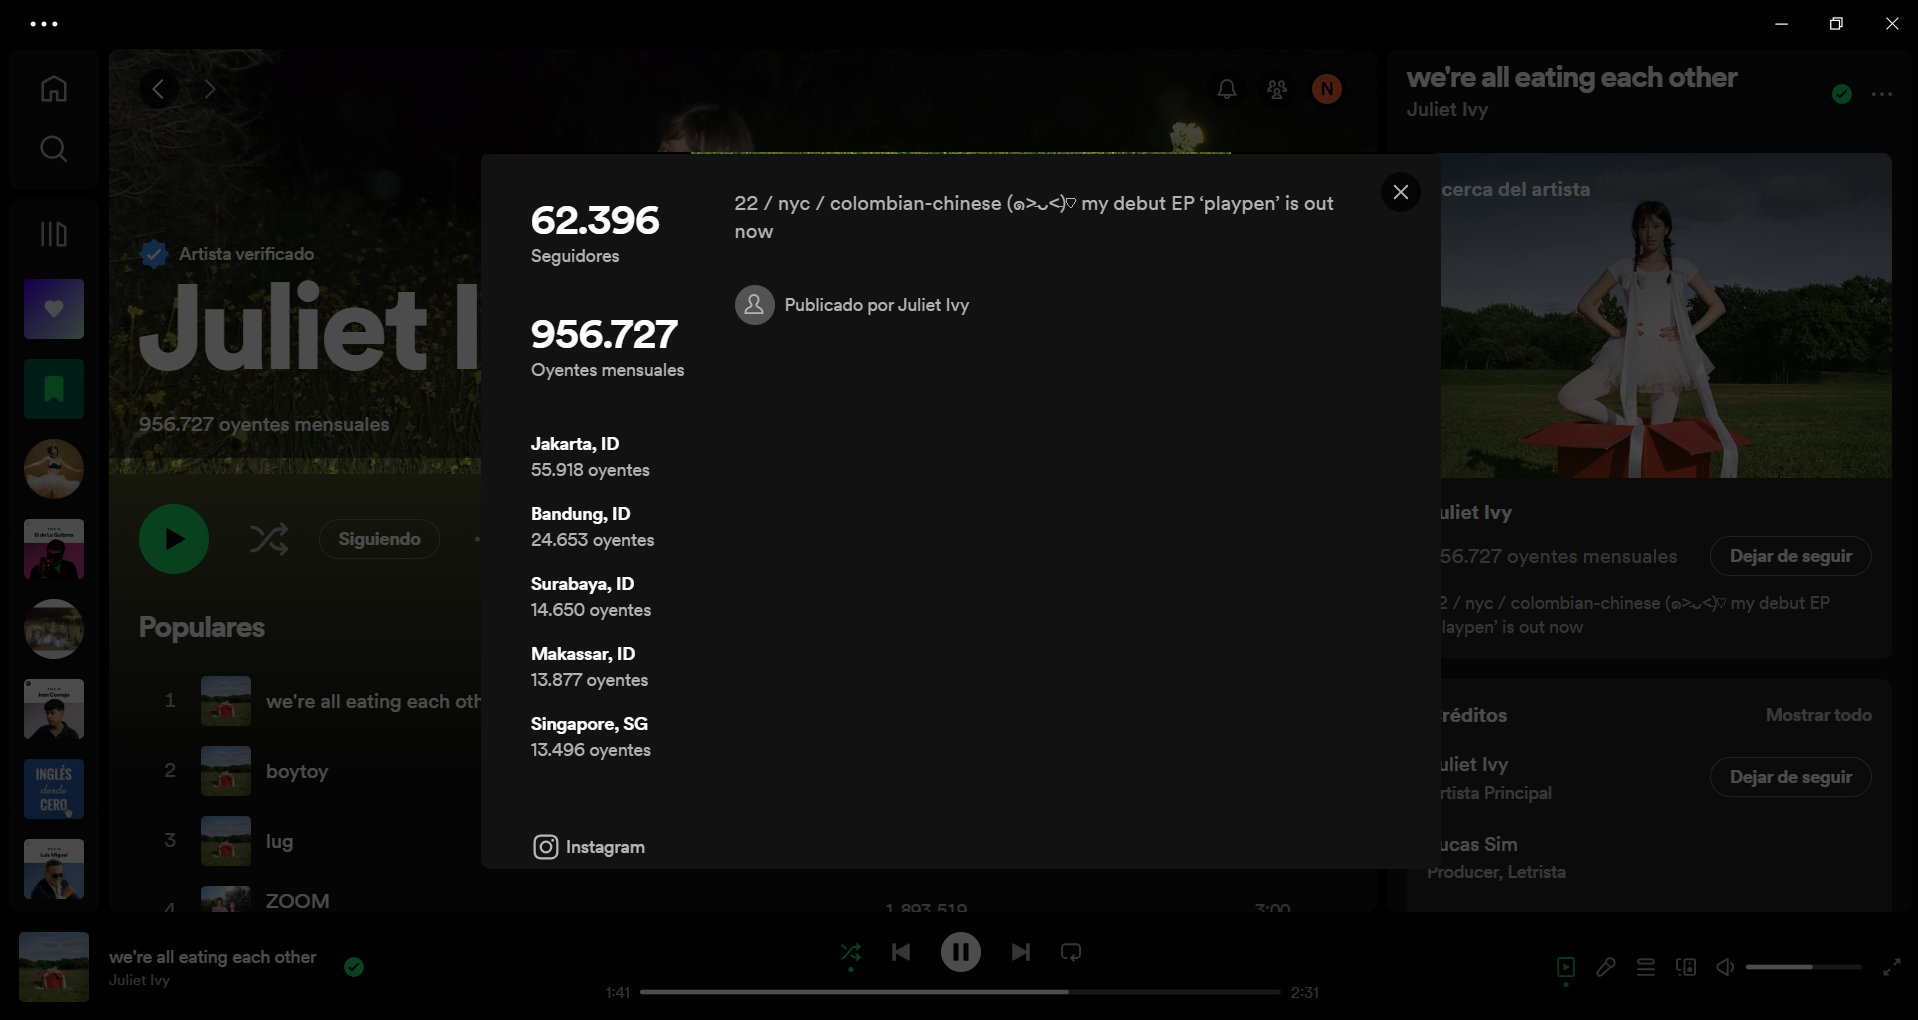 N
we're all eating each other
Juliet Ivy
62.396
Seguidores
956.727
Oyentes mensuales
Jakarta, ID
55.918 oyentes
Bandung, ID
24.653 oyentes
Surabaya, ID
14.650 oyentes
Makassar, ID
13.877 oyentes
Singapore, SG
13.496 oyentes
Instagram
22 / nyc / colombian-chinese (๑>ᴗ<)♡ my debut EP ‘playpen’ is out
now
Publicado por Juliet Ivy
Artista verificado
Juliet I
956.727 oyentes mensuales
Siguiendo
Populares
1 we're all eating each oth
2 boytoy
3 lug
4 ZOOM
1.893.519 3:00
cerca del artista
uliet Ivy
56.727 oyentes mensuales
Dejar de seguir
2 / nyc / colombian-chinese (๑>ᴗ<)♡ my debut EP
laypen’ is out now
réditos
Mostrar todo
uliet Ivy
rtista Principal
Dejar de seguir
ucas Sim
Producer, Letrista
INGLÉS
desde
CERO
Luis Miguel
we're all eating each other
Juliet Ivy
1:41
2:31